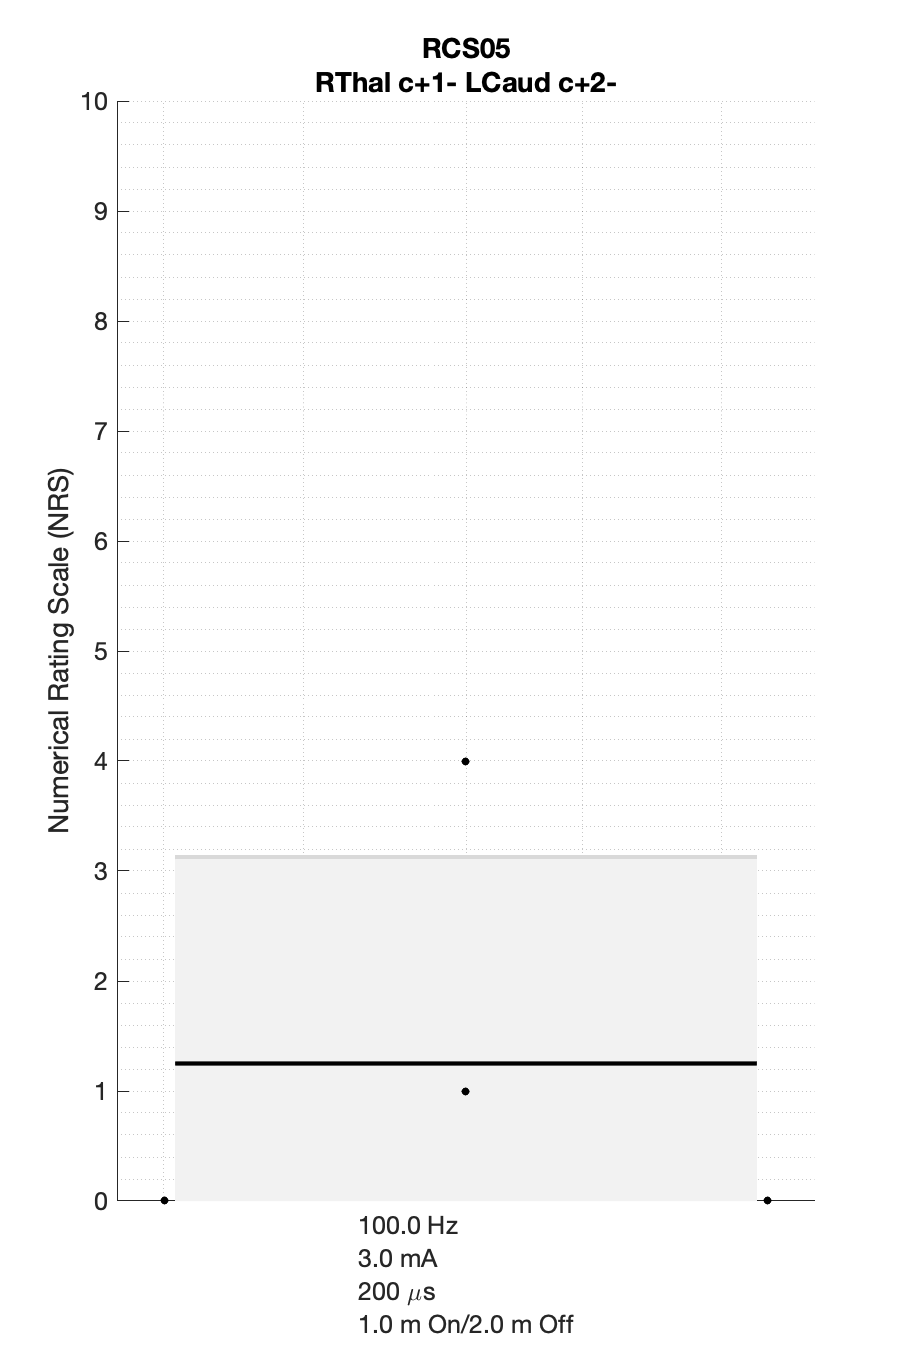 RCS05
RThal c+1- LCaud c+2-
10
9
8
7
6
5
4
3
2
1
0
Numerical Rating Scale (NRS)
100.0 Hz
3.0 mA
200 μs
1.0 m On/2.0 m Off